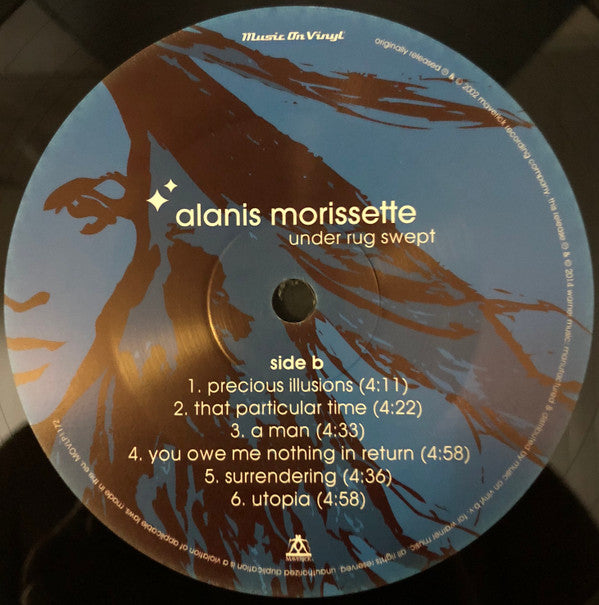 Music On Vinyl
originally released ℗ & © 2002 maverick recording company. this release ℗ & © 2014 warner music. manufactured & distributed by music on vinyl b.v. for warner music. all rights reserved. unauthorized duplication is a violation of applicable laws. made in the eu. MOVLP1172
alanis morissette
under rug swept
side b
1. precious illusions (4:11)
2. that particular time (4:22)
3. a man (4:33)
4. you owe me nothing in return (4:58)
5. surrendering (4:36)
6. utopia (4:58)
MAVERICK